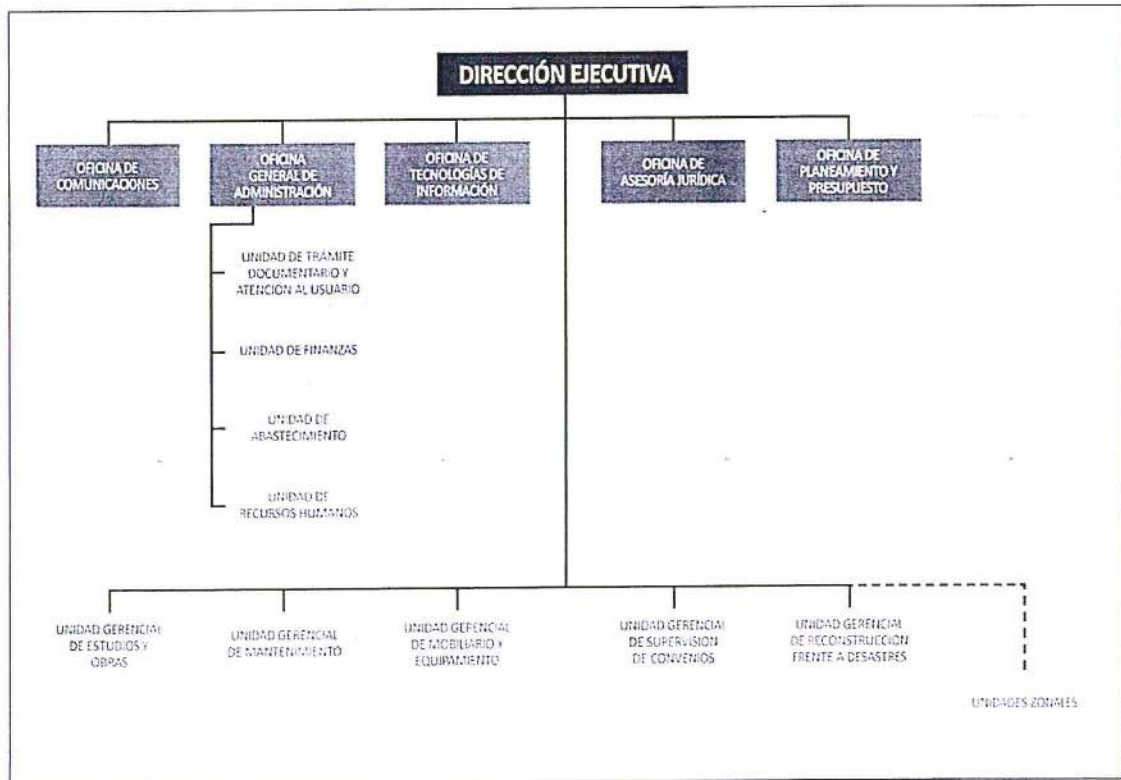 DIRECCIÓN EJECUTIVA
OFICINA DE
COMUNICACIONES
OFICINA
GENERAL DE
ADMINISTRACIÓN
OFICINA DE
TECNOLOGÍAS DE
INFORMACIÓN
OFICINA DE
ASESORÍA JURÍDICA
OFICINA DE
PLANEAMIENTO Y
PRESUPUESTO
UNIDAD DE TRÁMITE
DOCUMENTARIO Y
ATENCIÓN AL USUARIO
UNIDAD DE FINANZAS
UNIDAD DE
ABASTECIMIENTO
UNIDAD DE
RECURSOS HUMANOS
UNIDAD GERENCIAL
DE ESTUDIOS Y
OBRAS
UNIDAD GERENCIAL
DE MANTENIMIENTO
UNIDAD GERENCIAL
DE MOBILIARIO Y
EQUIPAMIENTO
UNIDAD GERENCIAL
DE SUPERVISION
DE CONVENIOS
UNIDAD GERENCIAL
DE RECONSTRUCCIÓN
FRENTE A DESASTRES
UNIDADES ZONALES